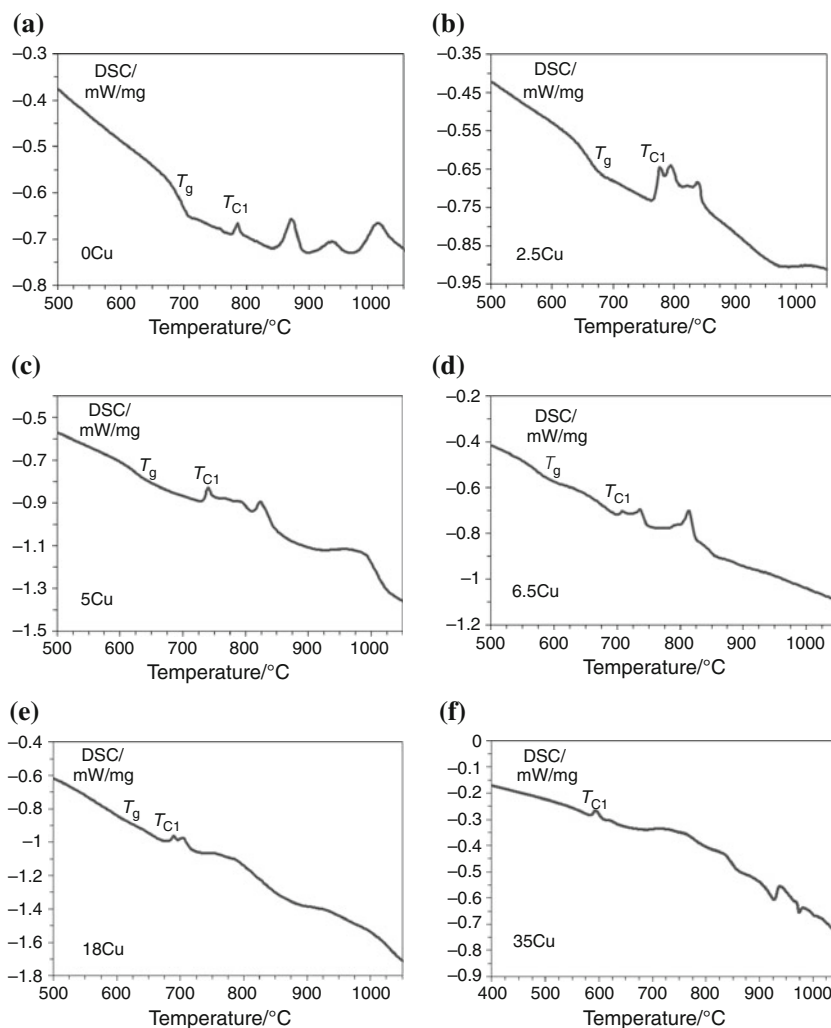 (a)
–0.3
–0.4
–0.5
–0.6
–0.7
–0.8
DSC/
mW/mg
Tg
TC1
0Cu
500 600 700 800 900 1000
Temperature/°C
(b)
–0.35
–0.45
–0.55
–0.65
–0.75
–0.85
–0.95
DSC/
mW/mg
Tg
TC1
2.5Cu
500 600 700 800 900 1000
Temperature/°C
(c)
–0.5
–0.7
–0.9
–1.1
–1.3
–1.5
DSC/
mW/mg
Tg
TC1
5Cu
500 600 700 800 900 1000
Temperature/°C
(d)
–0.2
–0.4
–0.6
–0.8
–1
–1.2
DSC/
mW/mg
Tg
TC1
6.5Cu
500 600 700 800 900 1000
Temperature/°C
(e)
–0.4
–0.6
–0.8
–1
–1.2
–1.4
–1.6
–1.8
DSC/
mW/mg
Tg
TC1
18Cu
500 600 700 800 900 1000
Temperature/°C
(f)
0
–0.1
–0.2
–0.3
–0.4
–0.5
–0.6
–0.7
–0.8
–0.9
DSC/
mW/mg
TC1
35Cu
400 500 600 700 800 900 1000
Temperature/°C